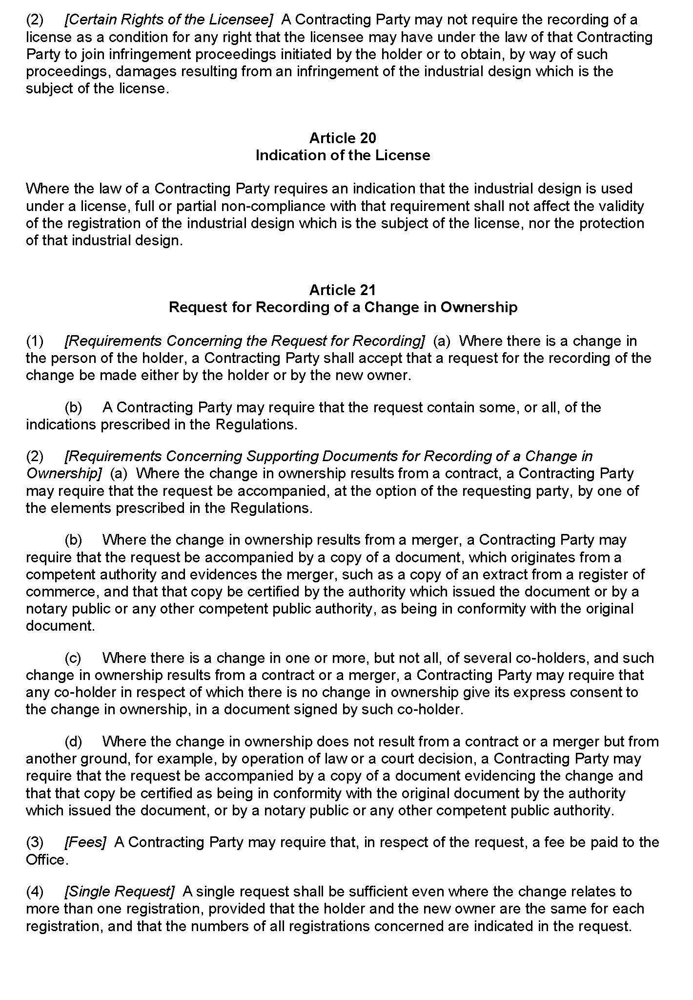 (2) [Certain Rights of the Licensee] A Contracting Party may not require the recording of a
license as a condition for any right that the licensee may have under the law of that Contracting
Party to join infringement proceedings initiated by the holder or to obtain, by way of such
proceedings, damages resulting from an infringement of the industrial design which is the
subject of the license.
Article 20
Indication of the License
Where the law of a Contracting Party requires an indication that the industrial design is used
under a license, full or partial non-compliance with that requirement shall not affect the validity
of the registration of the industrial design which is the subject of the license, nor the protection
of that industrial design.
Article 21
Request for Recording of a Change in Ownership
(1) [Requirements Concerning the Request for Recording] (a) Where there is a change in
the person of the holder, a Contracting Party shall accept that a request for the recording of the
change be made either by the holder or by the new owner.
(b) A Contracting Party may require that the request contain some, or all, of the
indications prescribed in the Regulations.
(2) [Requirements Concerning Supporting Documents for Recording of a Change in
Ownership] (a) Where the change in ownership results from a contract, a Contracting Party
may require that the request be accompanied, at the option of the requesting party, by one of
the elements prescribed in the Regulations.
(b) Where the change in ownership results from a merger, a Contracting Party may
require that the request be accompanied by a copy of a document, which originates from a
competent authority and evidences the merger, such as a copy of an extract from a register of
commerce, and that that copy be certified by the authority which issued the document or by a
notary public or any other competent public authority, as being in conformity with the original
document.
(c) Where there is a change in one or more, but not all, of several co-holders, and such
change in ownership results from a contract or a merger, a Contracting Party may require that
any co-holder in respect of which there is no change in ownership give its express consent to
the change in ownership, in a document signed by such co-holder.
(d) Where the change in ownership does not result from a contract or a merger but from
another ground, for example, by operation of law or a court decision, a Contracting Party may
require that the request be accompanied by a copy of a document evidencing the change and
that that copy be certified as being in conformity with the original document by the authority
which issued the document, or by a notary public or any other competent public authority.
(3) [Fees] A Contracting Party may require that, in respect of the request, a fee be paid to the
Office.
(4) [Single Request] A single request shall be sufficient even where the change relates to
more than one registration, provided that the holder and the new owner are the same for each
registration, and that the numbers of all registrations concerned are indicated in the request.